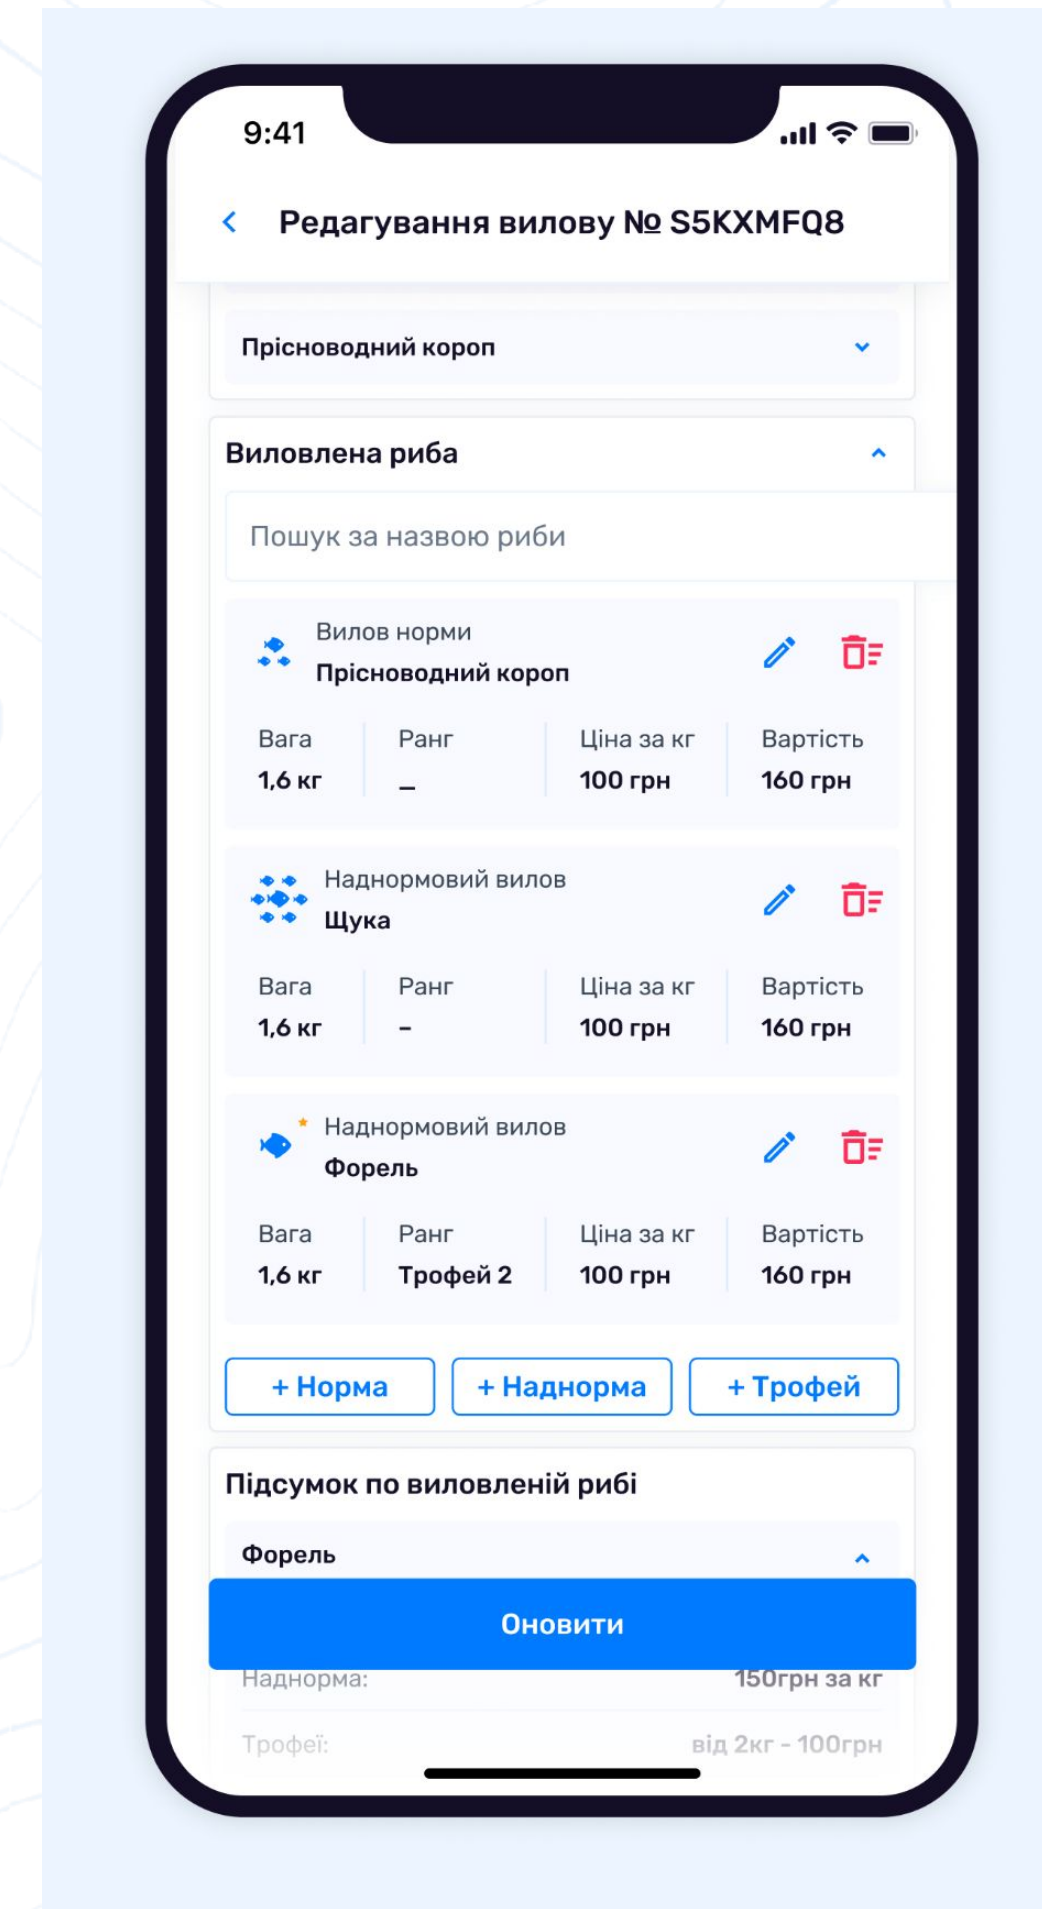 9:41
Редагування вилову № S5KXMFQ8
Прісноводний короп
Виловлена риба
Пошук за назвою риби
Вилов норми
Прісноводний короп
Вага Ранг Ціна за кг Вартість
1,6 кг _ 100 грн 160 грн
Наднормовий вилов
Щука
Вага Ранг Ціна за кг Вартість
1,6 кг – 100 грн 160 грн
Наднормовий вилов
Форель
Вага Ранг Ціна за кг Вартість
1,6 кг Трофей 2 100 грн 160 грн
+ Норма + Наднорма + Трофей
Підсумок по виловленій рибі
Форель
Оновити
Наднорма: 150грн за кг
Трофеї: від 2кг - 100грн